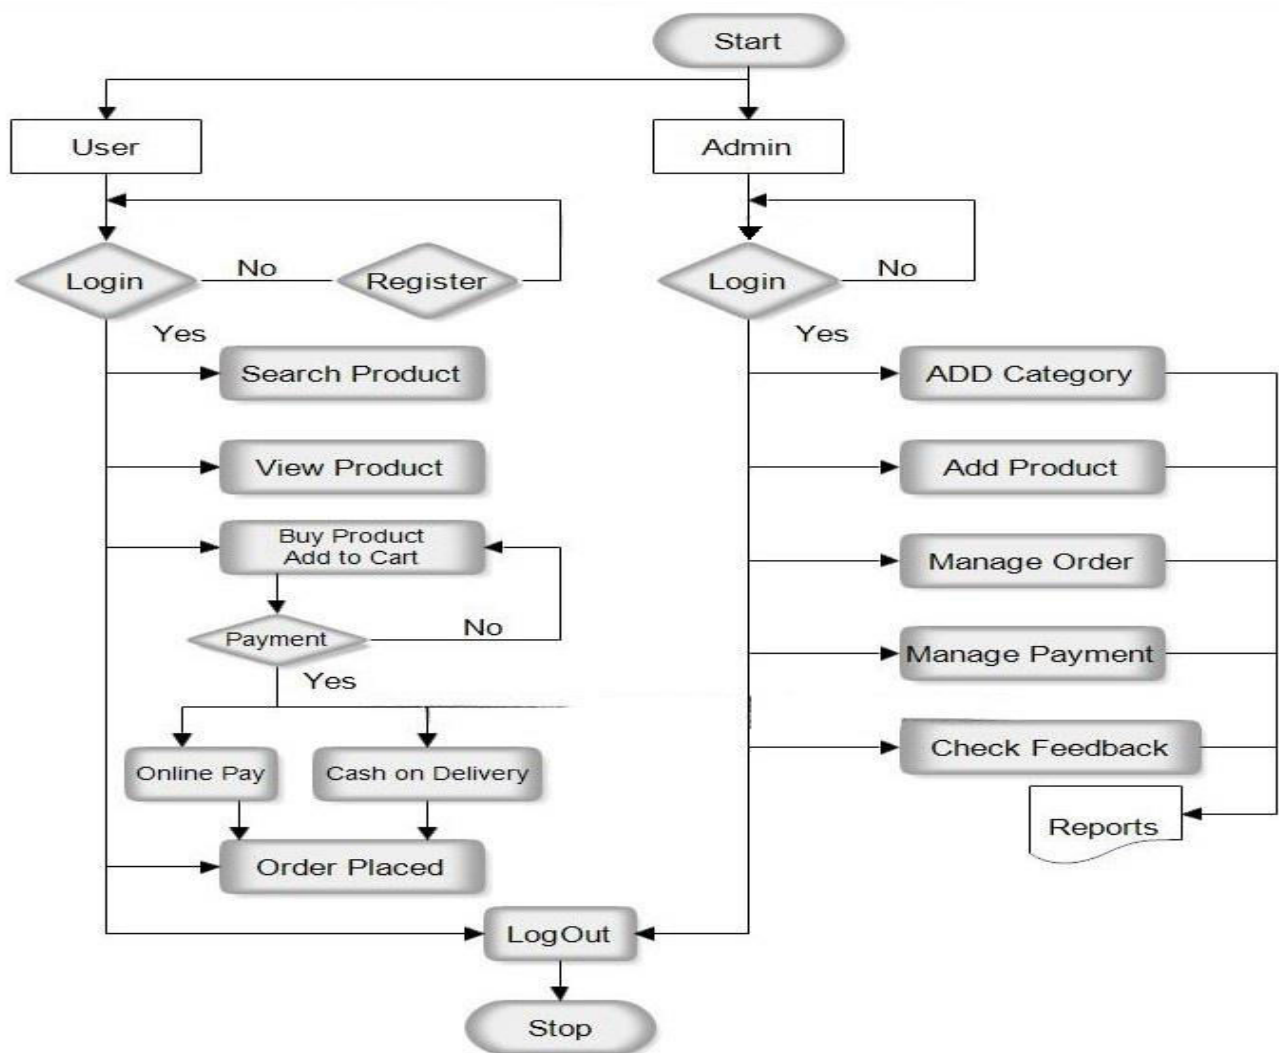 Start
User
Admin
Login
No
Register
Login
No
Yes
Yes
Search Product
ADD Category
View Product
Add Product
Buy Product
Add to Cart
Manage Order
Payment
No
Manage Payment
Yes
Check Feedback
Online Pay
Cash on Delivery
Reports
Order Placed
LogOut
Stop